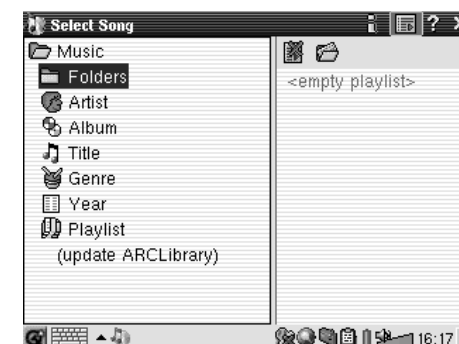 Select Song
?
Music
Folders
<empty playlist>
Artist
Album
Title
Genre
Year
Playlist
(update ARCLibrary)
16:17